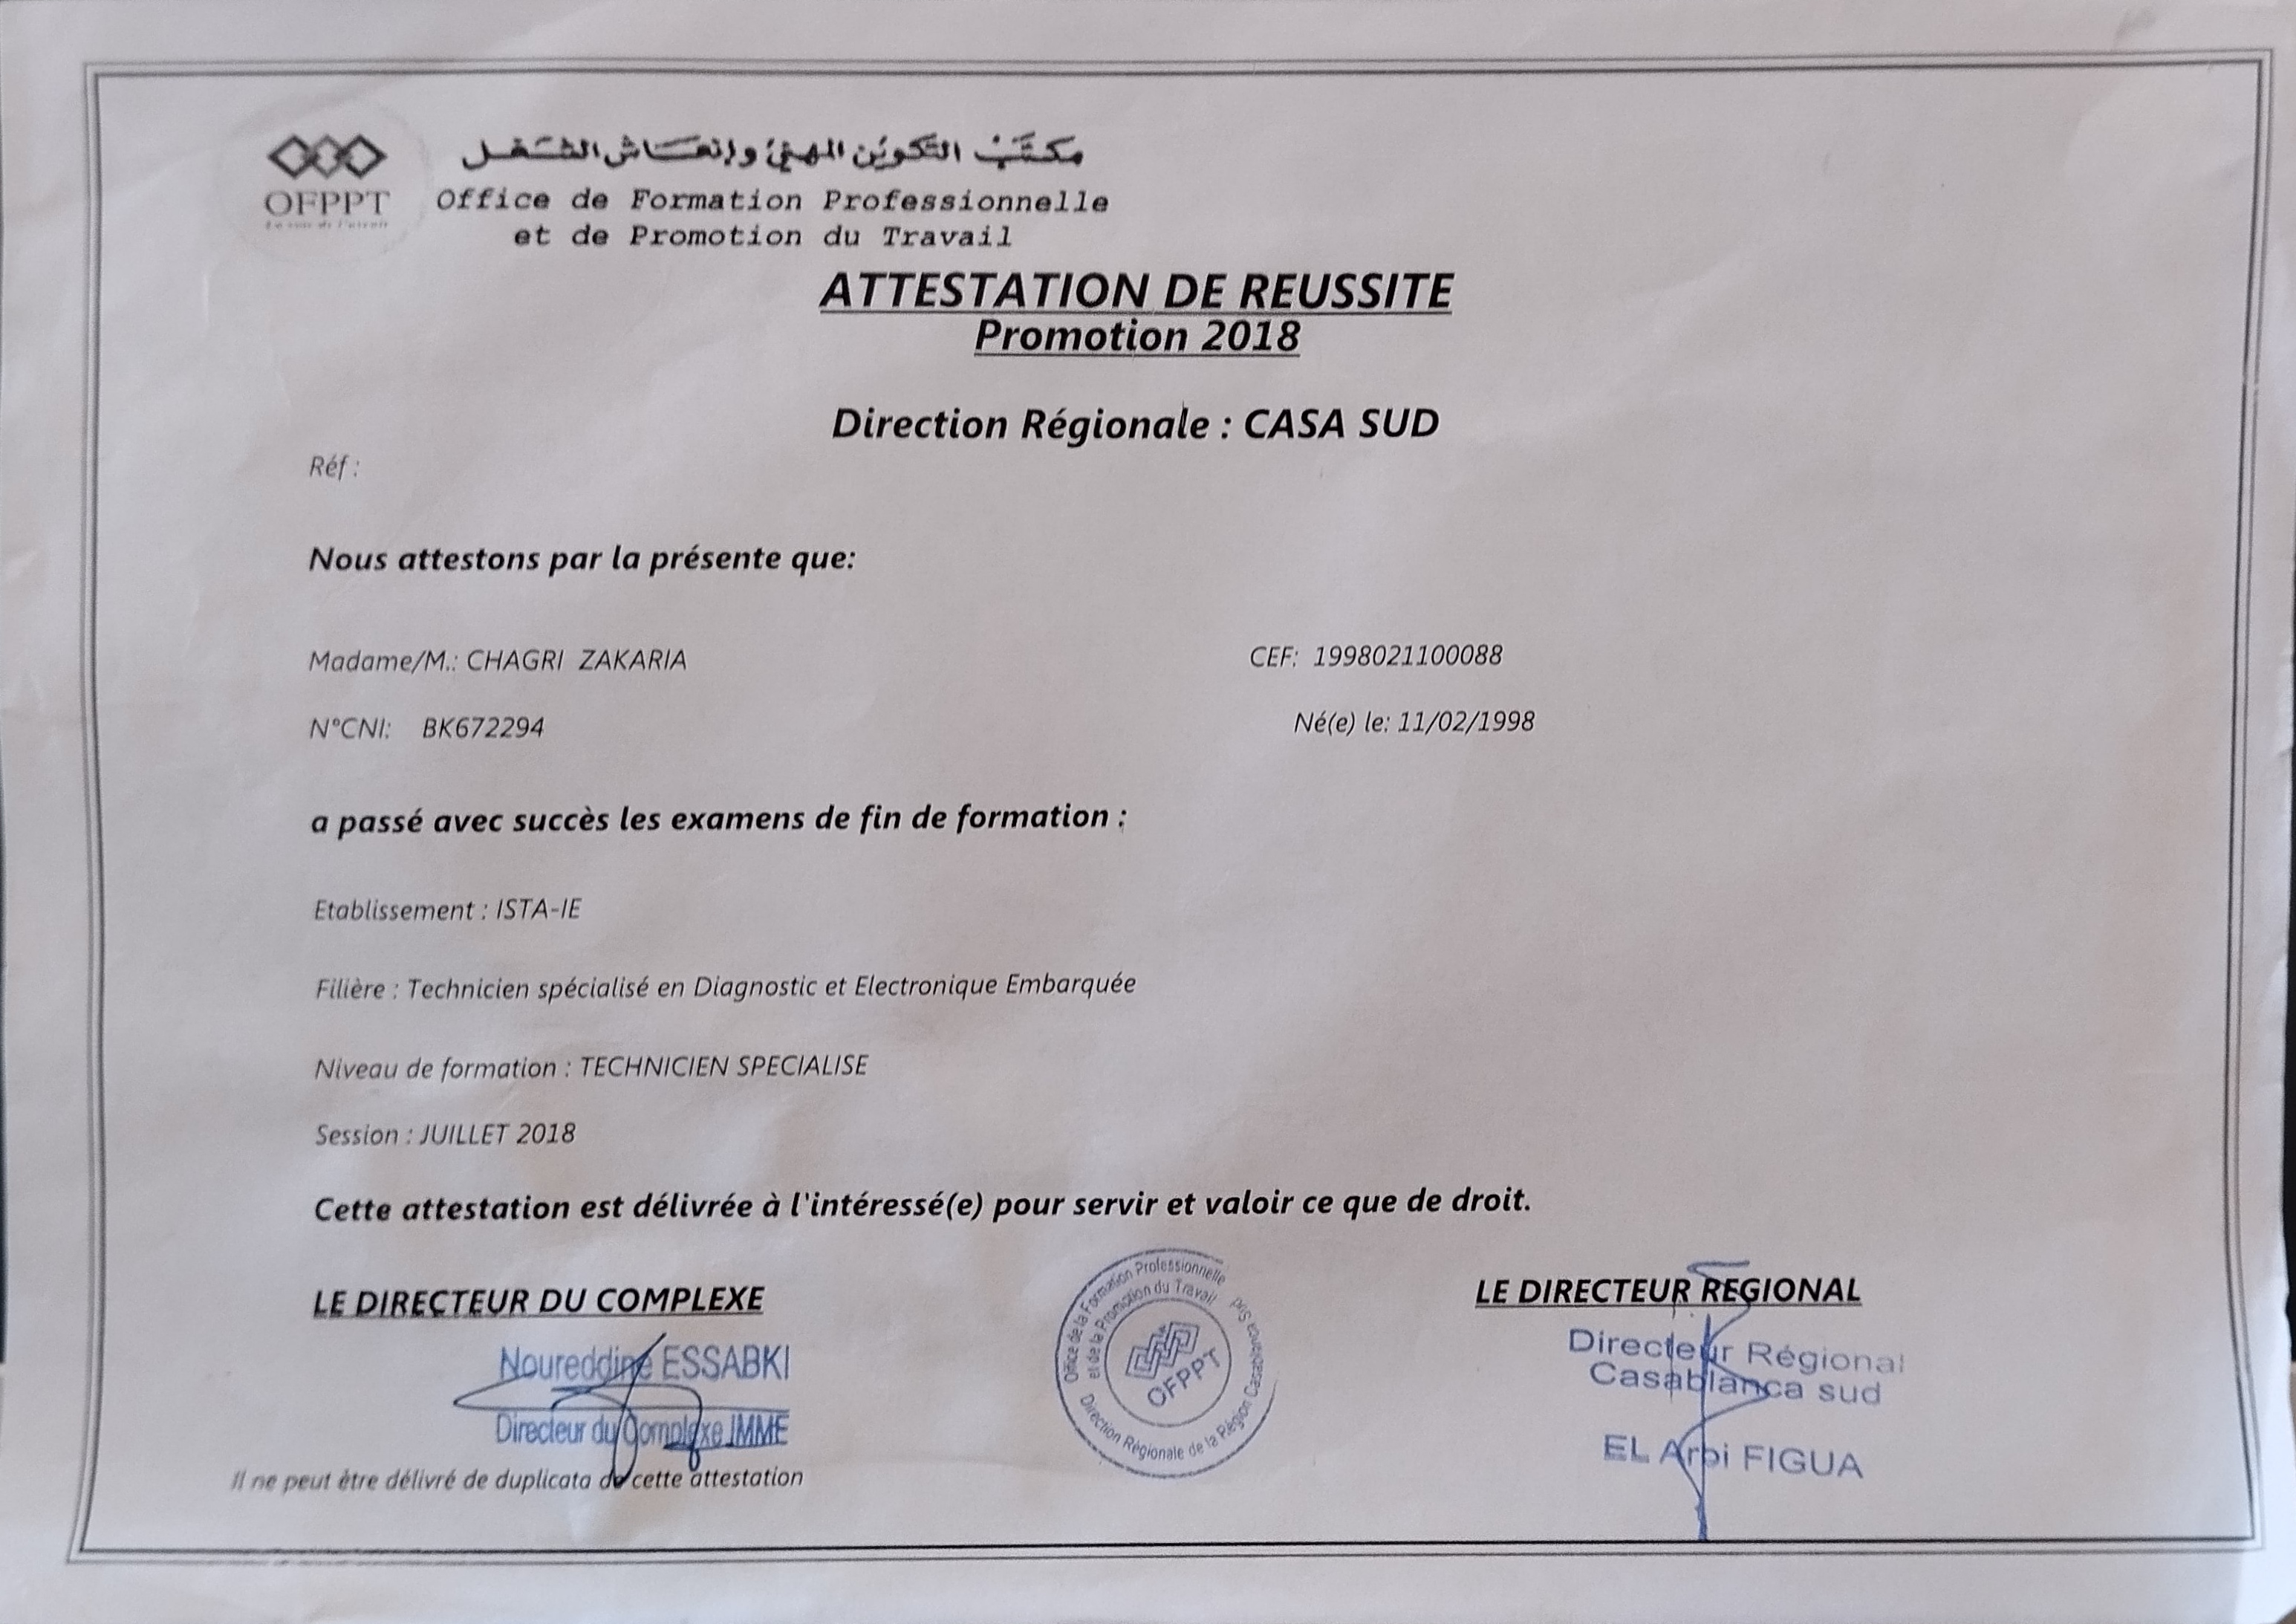 مكتب التكوين المهني وإنعاش الشغل
OFPPT
Office de Formation Professionnelle
et de Promotion du Travail
ATTESTATION DE REUSSITE
Promotion 2018
Direction Régionale : CASA SUD
Réf :
Nous attestons par la présente que:
Madame/M.: CHAGRI ZAKARIA CEF: 1998021100088
N°CNI: BK672294 Né(e) le: 11/02/1998
a passé avec succès les examens de fin de formation :
Etablissement : ISTA-IE
Filière : Technicien spécialisé en Diagnostic et Electronique Embarquée
Niveau de formation : TECHNICIEN SPECIALISE
Session : JUILLET 2018
Cette attestation est délivrée à l'intéressé(e) pour servir et valoir ce que de droit.
LE DIRECTEUR DU COMPLEXE
Noureddine ESSABKI
Directeur du Complexe IMME
Il ne peut être délivré de duplicata de cette attestation
Office de la Formation Professionnelle
et de la Promotion du Travail
OFPPT
Direction Régionale de la Région Casablanca Sud
LE DIRECTEUR REGIONAL
Directeur Régional
Casablanca sud
EL Arbi FIGUA